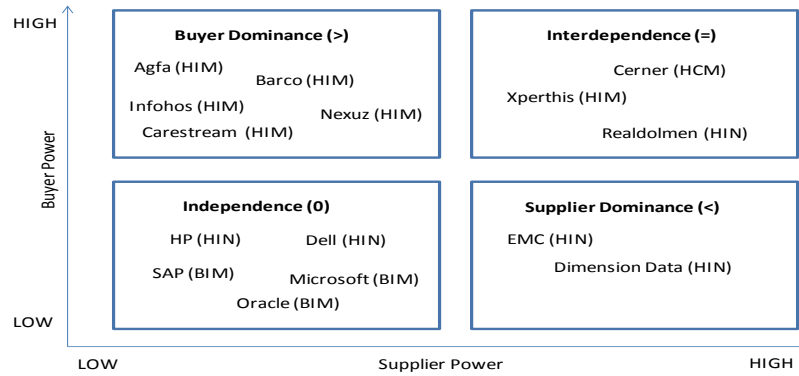 HIGH
Buyer Power
LOW
Buyer Dominance (>)
Agfa (HIM)
Barco (HIM)
Infohos (HIM)
Nexuz (HIM)
Carestream (HIM)
Interdependence (=)
Cerner (HCM)
Xperthis (HIM)
Realdolmen (HIN)
Independence (0)
HP (HIN)
Dell (HIN)
SAP (BIM)
Microsoft (BIM)
Oracle (BIM)
Supplier Dominance (<)
EMC (HIN)
Dimension Data (HIN)
LOW
Supplier Power
HIGH